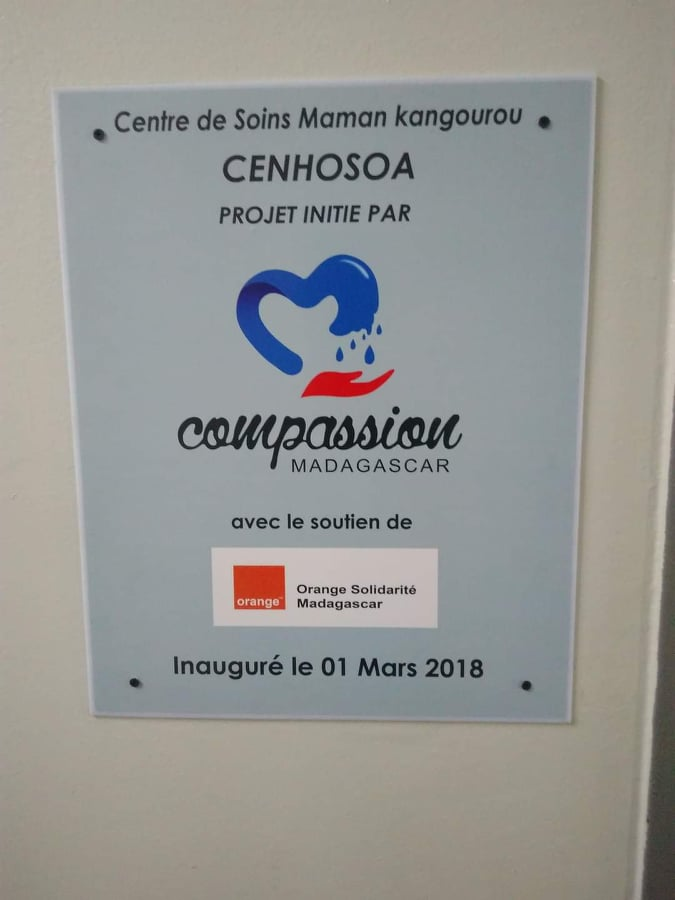 Centre de Soins Maman kangourou
CENHOSOA
PROJET INITIE PAR
compassion
MADAGASCAR
avec le soutien de
orange™
Orange Solidarité
Madagascar
Inauguré le 01 Mars 2018